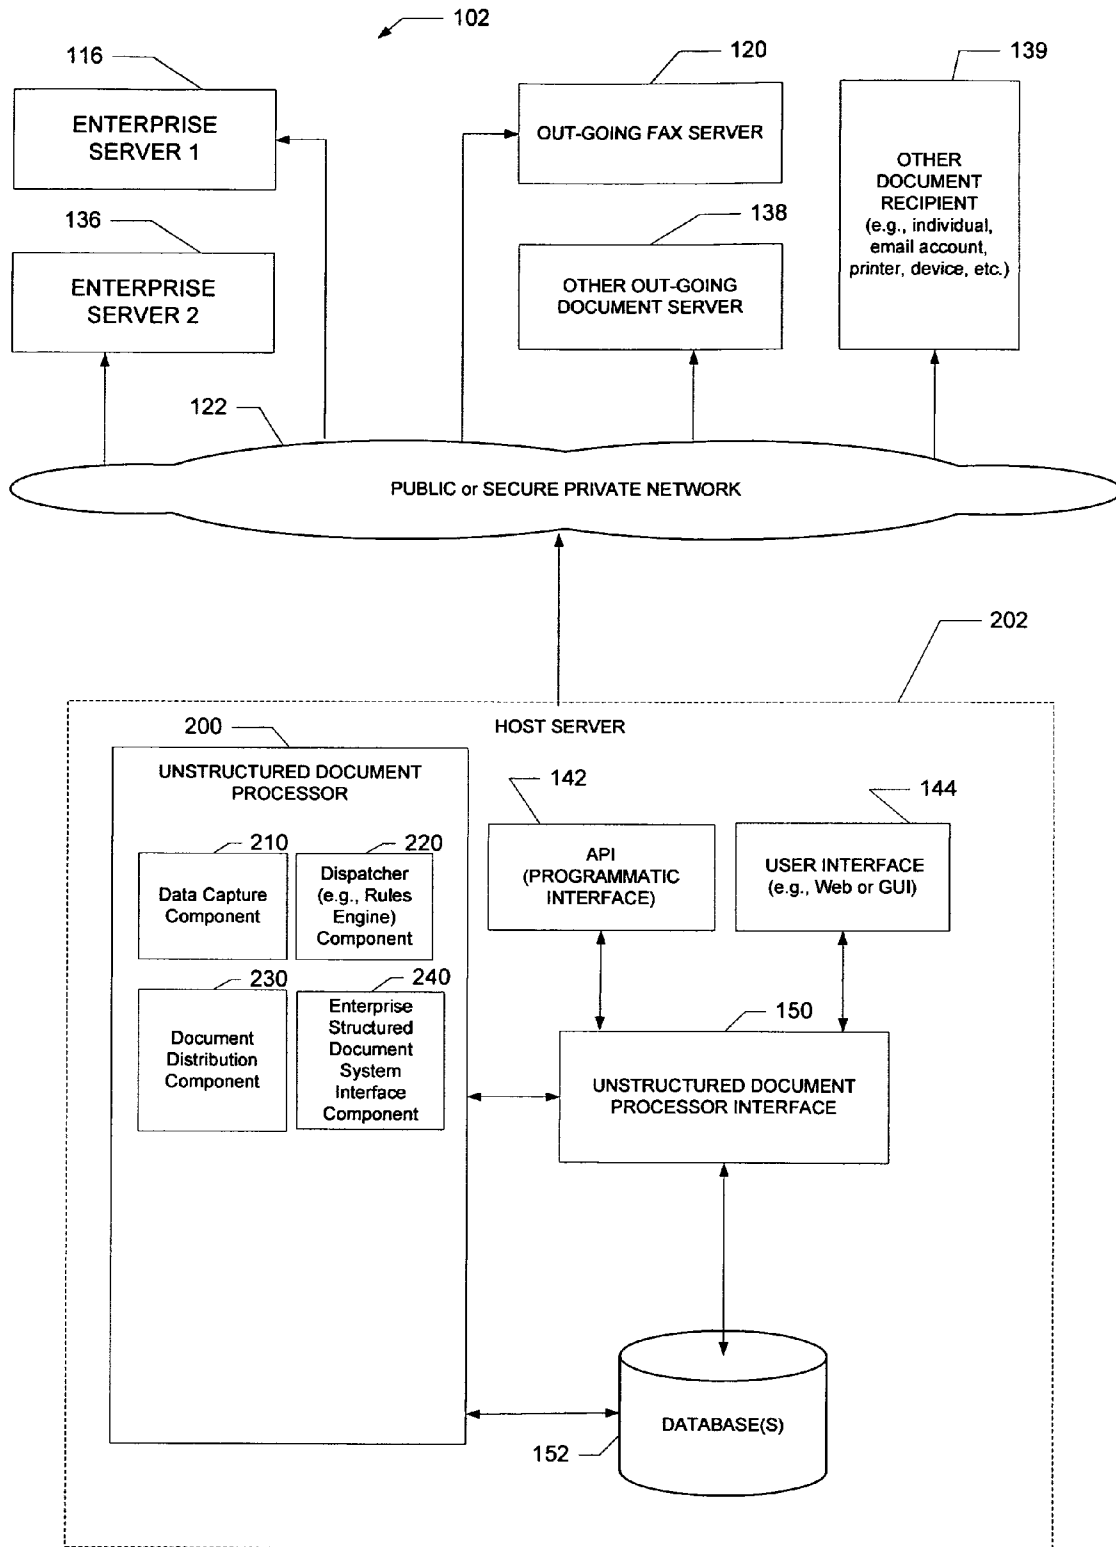 102
116
120
139
ENTERPRISE
SERVER 1
OUT-GOING FAX SERVER
OTHER
DOCUMENT
RECIPIENT
(e.g., individual,
email account,
printer, device, etc.)
136
138
ENTERPRISE
SERVER 2
OTHER OUT-GOING
DOCUMENT SERVER
122
PUBLIC or SECURE PRIVATE NETWORK
202
HOST SERVER
200
UNSTRUCTURED DOCUMENT
PROCESSOR
142
144
API
(PROGRAMMATIC
INTERFACE)
USER INTERFACE
(e.g., Web or GUI)
210
220
Data Capture
Component
Dispatcher
(e.g., Rules
Engine)
Component
230
240
Document
Distribution
Component
Enterprise
Structured
Document
System
Interface
Component
150
UNSTRUCTURED DOCUMENT
PROCESSOR INTERFACE
DATABASE(S)
152